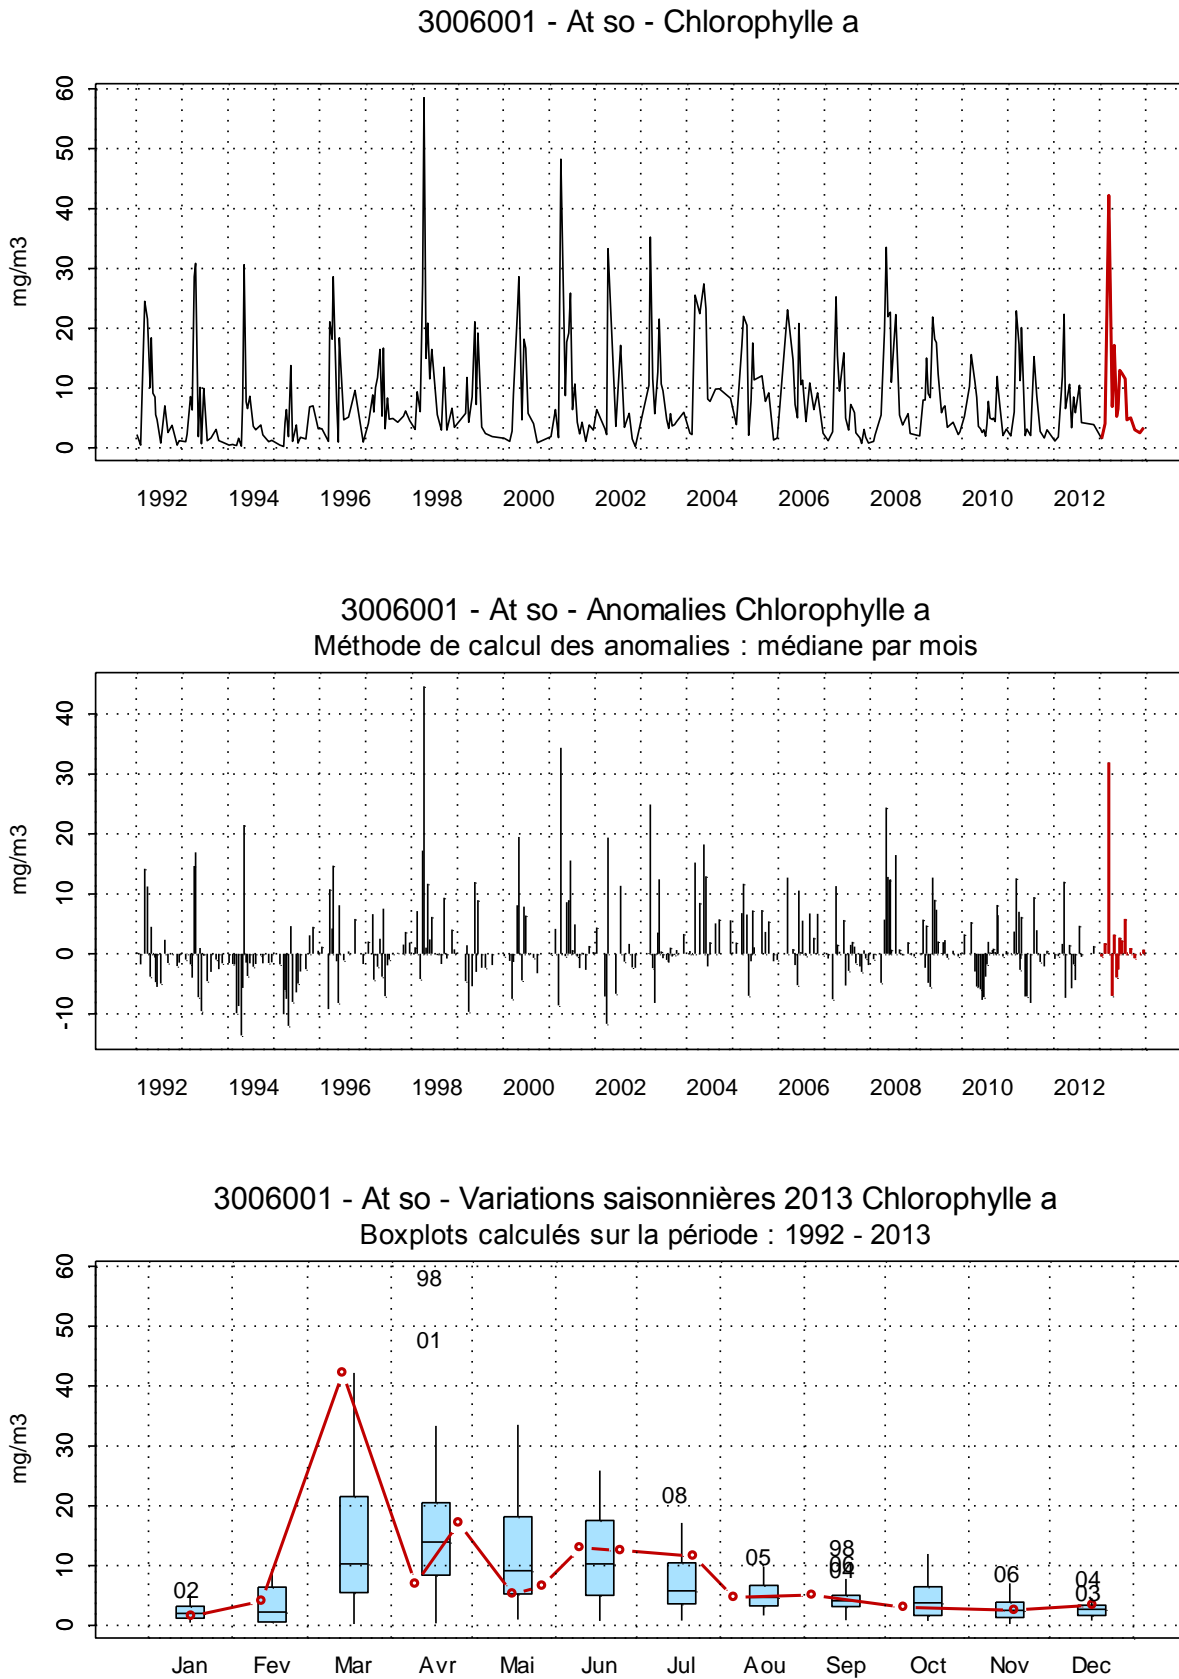 3006001 - At so - Chlorophylle a
60
50
40
30
20
10
0
mg/m3
1992 1994 1996 1998 2000 2002 2004 2006 2008 2010 2012
3006001 - At so - Anomalies Chlorophylle a
Méthode de calcul des anomalies : médiane par mois
40
30
20
10
0
-10
mg/m3
1992 1994 1996 1998 2000 2002 2004 2006 2008 2010 2012
3006001 - At so - Variations saisonnières 2013 Chlorophylle a
Boxplots calculés sur la période : 1992 - 2013
60
50
40
30
20
10
0
mg/m3
98
01
08
02
05
98
04
06
04
03
Jan Fev Mar Avr Mai Jun Jul Aou Sep Oct Nov Dec